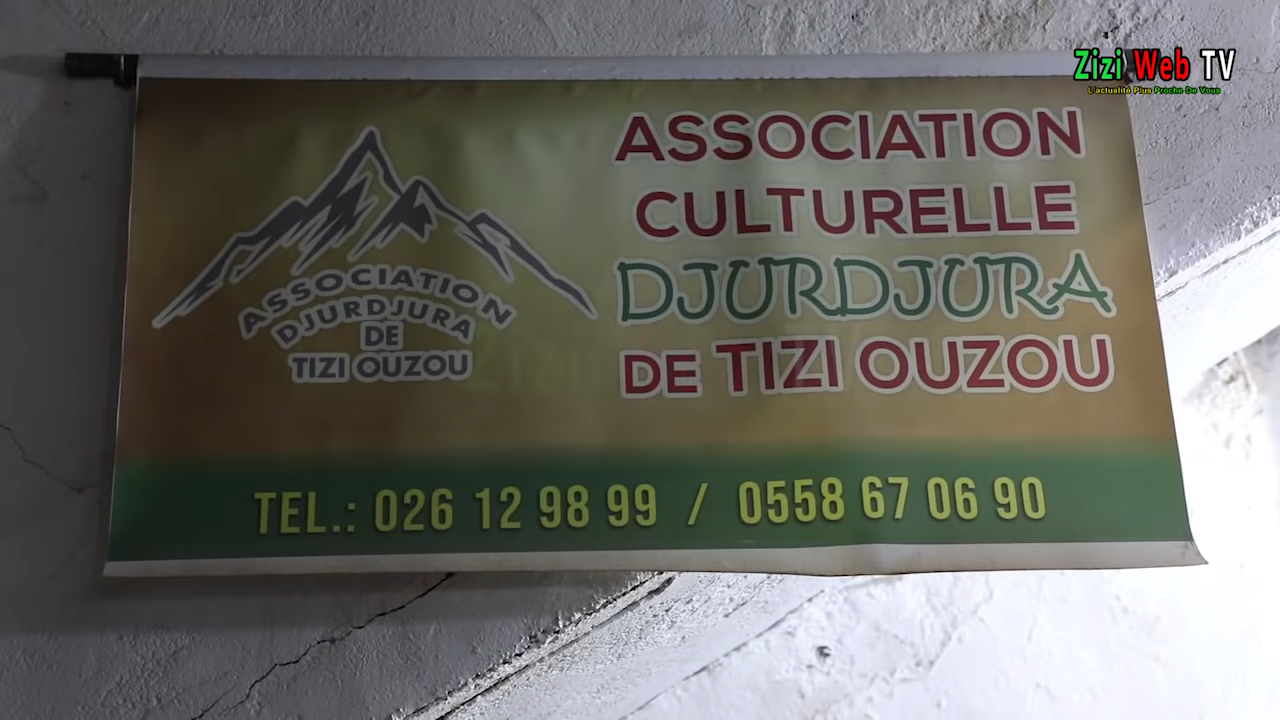 Zizi Web TV
L'actualité Plus Proche De Vous
ASSOCIATION
CULTURELLE
DJURDJURA
DE TIZI OUZOU
ASSOCIATION
DJURDJURA
DE
TIZI OUZOU
TEL.: 026 12 98 99 / 0558 67 06 90